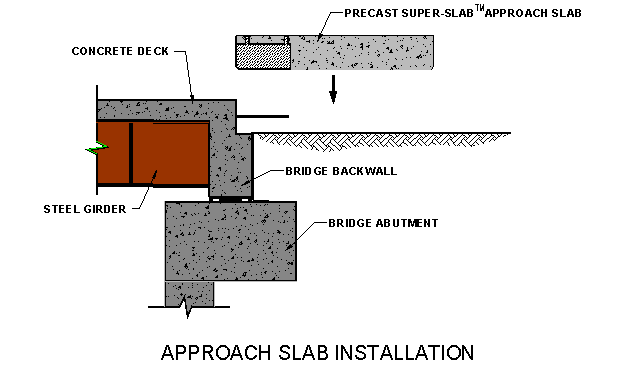 PRECAST SUPER-SLAB™ APPROACH SLAB
CONCRETE DECK
BRIDGE BACKWALL
STEEL GIRDER
BRIDGE ABUTMENT
APPROACH SLAB INSTALLATION